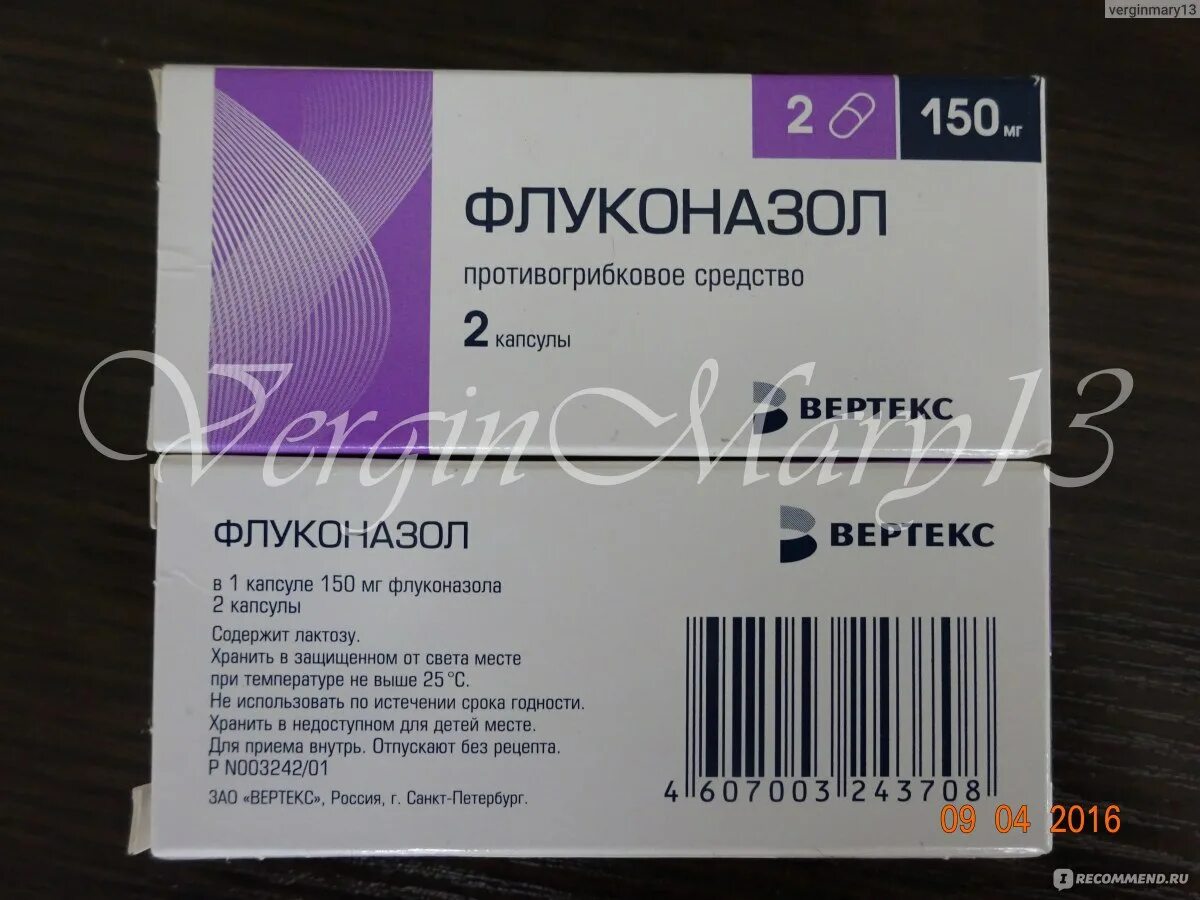 verginmary13
2 150 мг
ФЛУКОНАЗОЛ
противогрибковое средство
2 капсулы
ВЕРТЕКС
VerginMary13
ФЛУКОНАЗОЛ
ВЕРТЕКС
в 1 капсуле 150 мг флуконазола
2 капсулы
Содержит лактозу.
Хранить в защищенном от света месте
при температуре не выше 25 °С.
Не использовать по истечении срока годности.
Хранить в недоступном для детей месте.
Для приема внутрь. Отпускают без рецепта.
Р N003242/01
ЗАО «ВЕРТЕКС», Россия, г. Санкт-Петербург.
4 607003 243708
09 04 2016
IRECOMMEND.RU